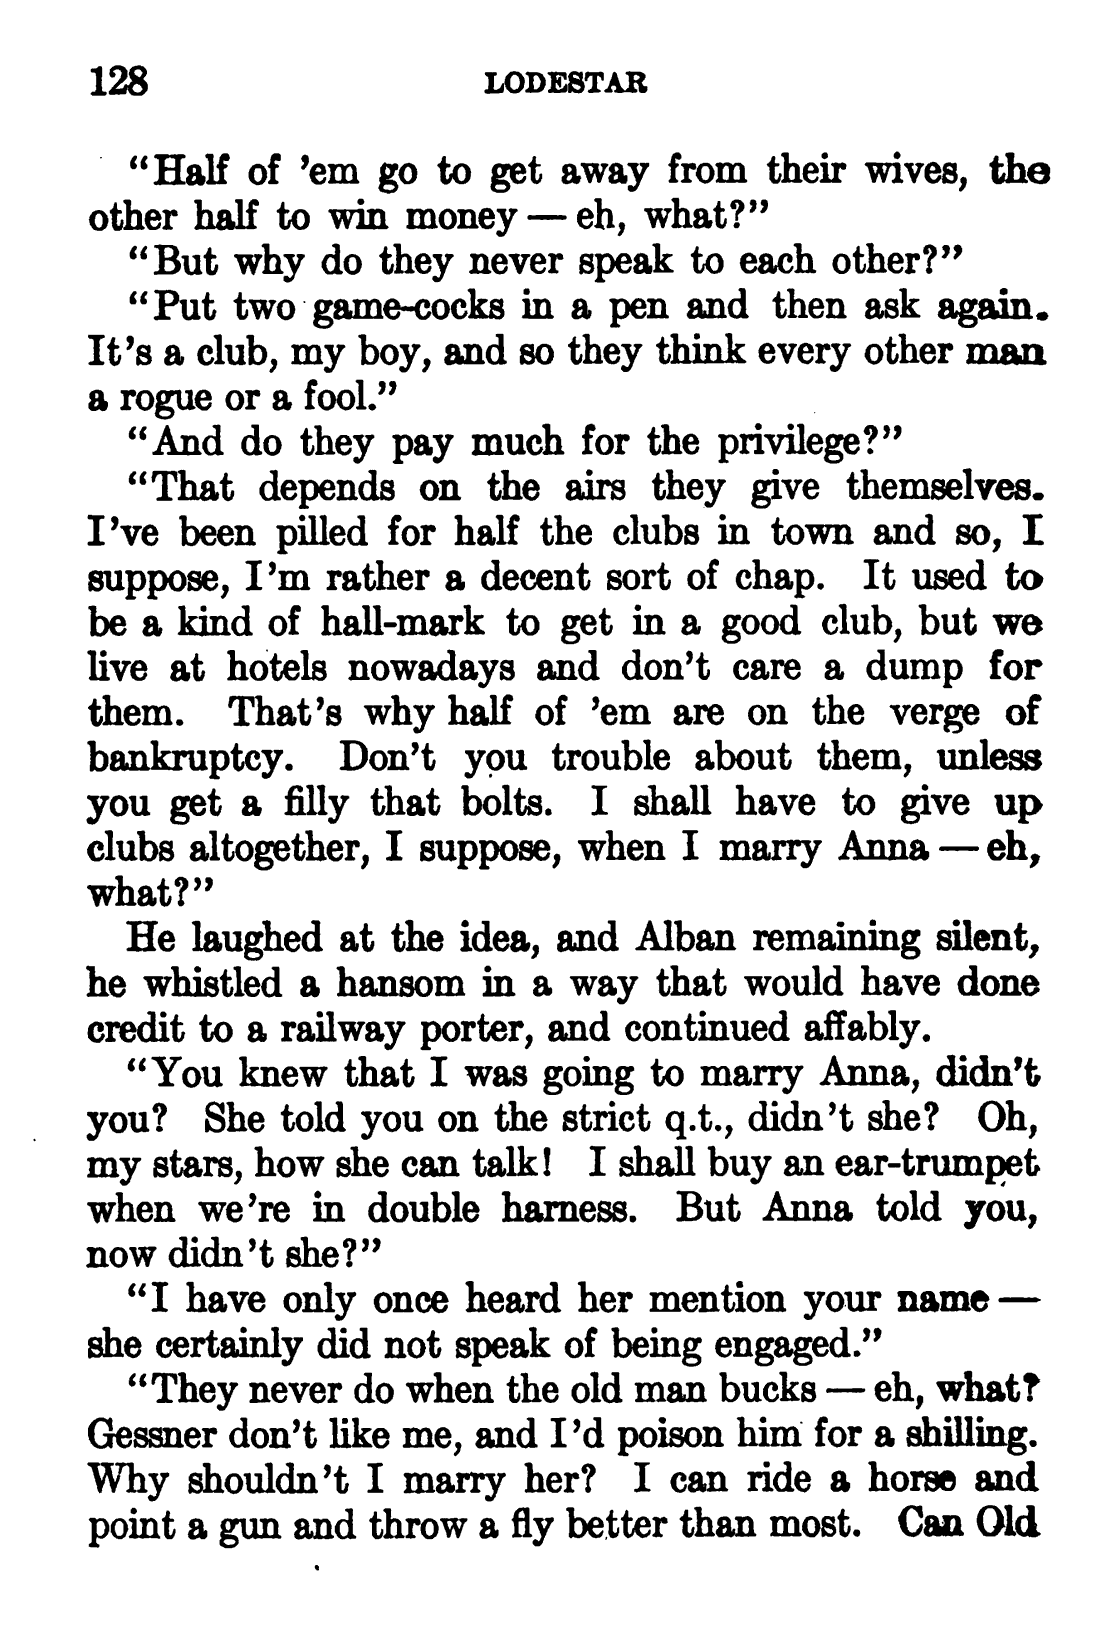 128 LODESTAR
“Half of ’em go to get away from their wives, the
other half to win money — eh, what?”
“But why do they never speak to each other?”
“Put two game-cocks in a pen and then ask again.
It’s a club, my boy, and so they think every other man
a rogue or a fool.”
“And do they pay much for the privilege?”
“That depends on the airs they give themselves.
I’ve been pilled for half the clubs in town and so, I
suppose, I’m rather a decent sort of chap. It used to
be a kind of hall-mark to get in a good club, but we
live at hotels nowadays and don’t care a dump for
them. That’s why half of ’em are on the verge of
bankruptcy. Don’t you trouble about them, unless
you get a filly that bolts. I shall have to give up
clubs altogether, I suppose, when I marry Anna — eh,
what?”
He laughed at the idea, and Alban remaining silent,
he whistled a hansom in a way that would have done
credit to a railway porter, and continued affably.
“You knew that I was going to marry Anna, didn’t
you? She told you on the strict q.t., didn’t she? Oh,
my stars, how she can talk! I shall buy an ear-trumpet
when we’re in double harness. But Anna told you,
now didn’t she?”
“I have only once heard her mention your name —
she certainly did not speak of being engaged.”
“They never do when the old man bucks — eh, what?
Gessner don’t like me, and I’d poison him for a shilling.
Why shouldn’t I marry her? I can ride a horse and
point a gun and throw a fly better than most. Can Old